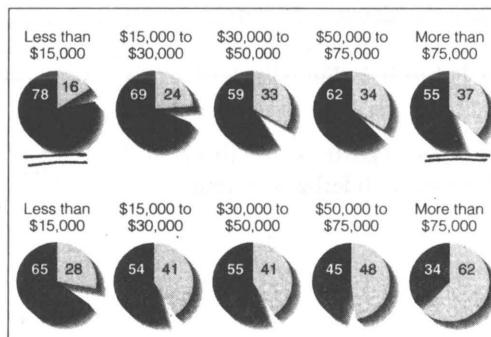 Less than $15,000 to $30,000 to $50,000 to More than
$15,000 $30,000 $50,000 $75,000 $75,000
78 16 69 24 59 33 62 34 55 37
Less than $15,000 to $30,000 to $50,000 to More than
$15,000 $30,000 $50,000 $75,000 $75,000
65 28 54 41 55 41 45 48 34 62